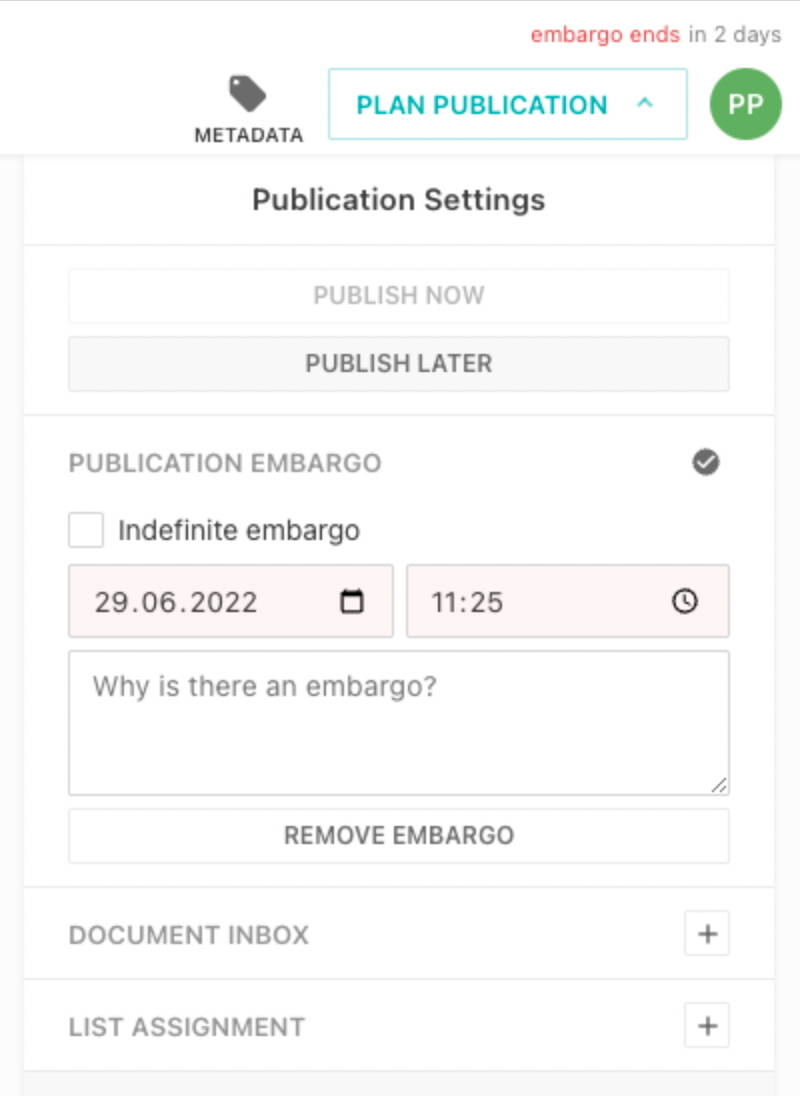 embargo ends in 2 days
METADATA
PLAN PUBLICATION
PP
Publication Settings
PUBLISH NOW
PUBLISH LATER
PUBLICATION EMBARGO
Indefinite embargo
29.06.2022
11:25
Why is there an embargo?
REMOVE EMBARGO
DOCUMENT INBOX
LIST ASSIGNMENT